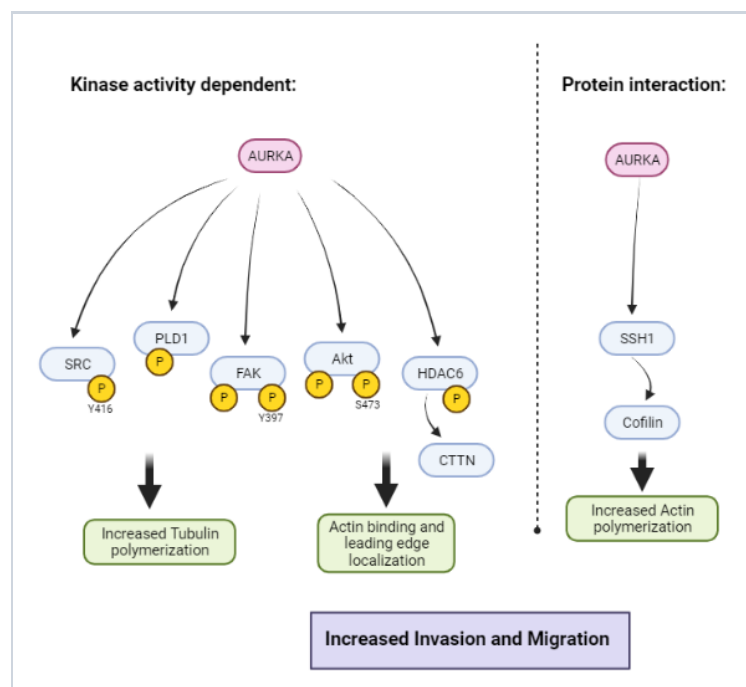 Kinase activity dependent:
Protein interaction:
AURKA
AURKA
SRC
P
Y416
PLD1
P
FAK
P
P
Y397
Akt
P
P
S473
HDAC6
P
CTTN
SSH1
Cofilin
Increased Tubulin
polymerization
Actin binding and
leading edge
localization
Increased Actin
polymerization
Increased Invasion and Migration